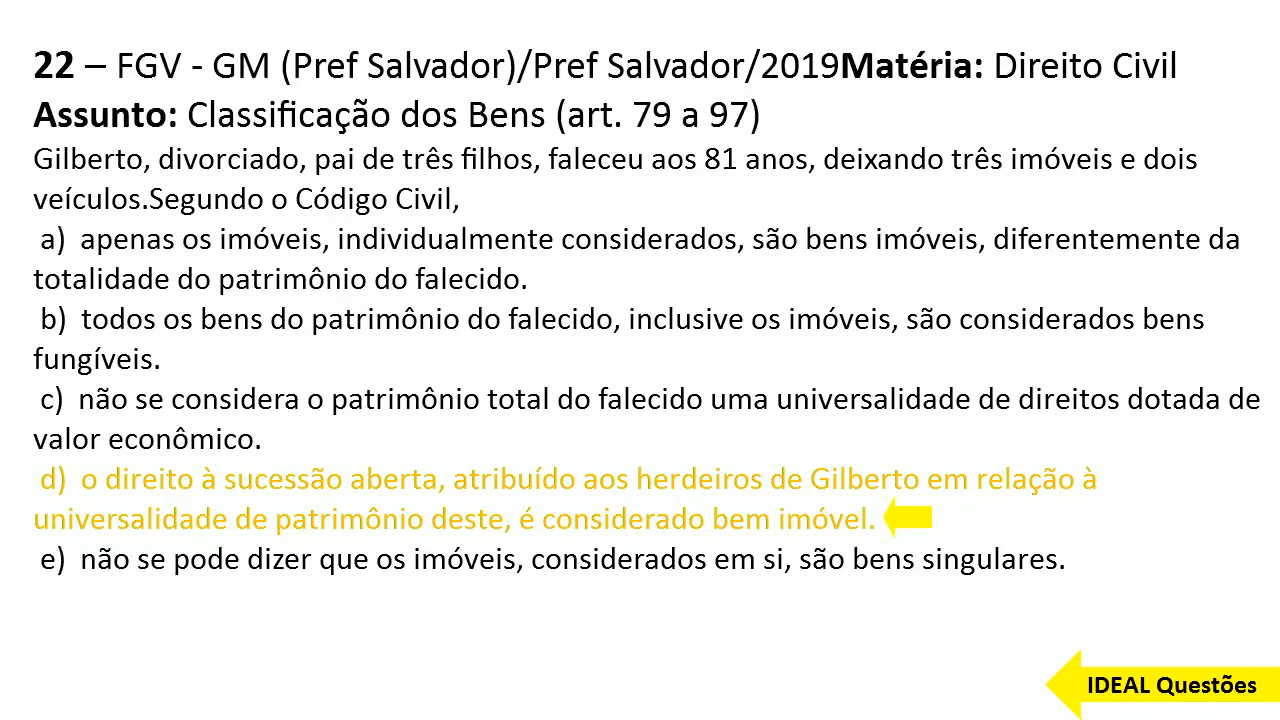 22 – FGV - GM (Pref Salvador)/Pref Salvador/2019Matéria: Direito Civil
Assunto: Classificação dos Bens (art. 79 a 97)
Gilberto, divorciado, pai de três filhos, faleceu aos 81 anos, deixando três imóveis e dois
veículos.Segundo o Código Civil,
a) apenas os imóveis, individualmente considerados, são bens imóveis, diferentemente da
totalidade do patrimônio do falecido.
b) todos os bens do patrimônio do falecido, inclusive os imóveis, são considerados bens
fungíveis.
c) não se considera o patrimônio total do falecido uma universalidade de direitos dotada de
valor econômico.
d) o direito à sucessão aberta, atribuído aos herdeiros de Gilberto em relação à
universalidade de patrimônio deste, é considerado bem imóvel.
e) não se pode dizer que os imóveis, considerados em si, são bens singulares.
IDEAL Questões